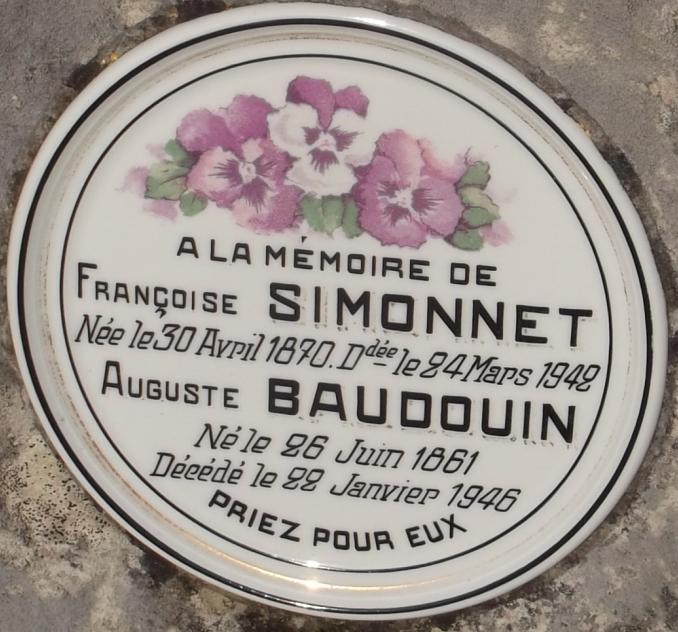 A LA MÉMOIRE DE
FRANÇOISE SIMONNET
Née le 30 Avril 1870. Ddée le 24 Mars 1942
AUGUSTE BAUDOUIN
Né le 26 Juin 1861
Décédé le 22 Janvier 1946
PRIEZ POUR EUX